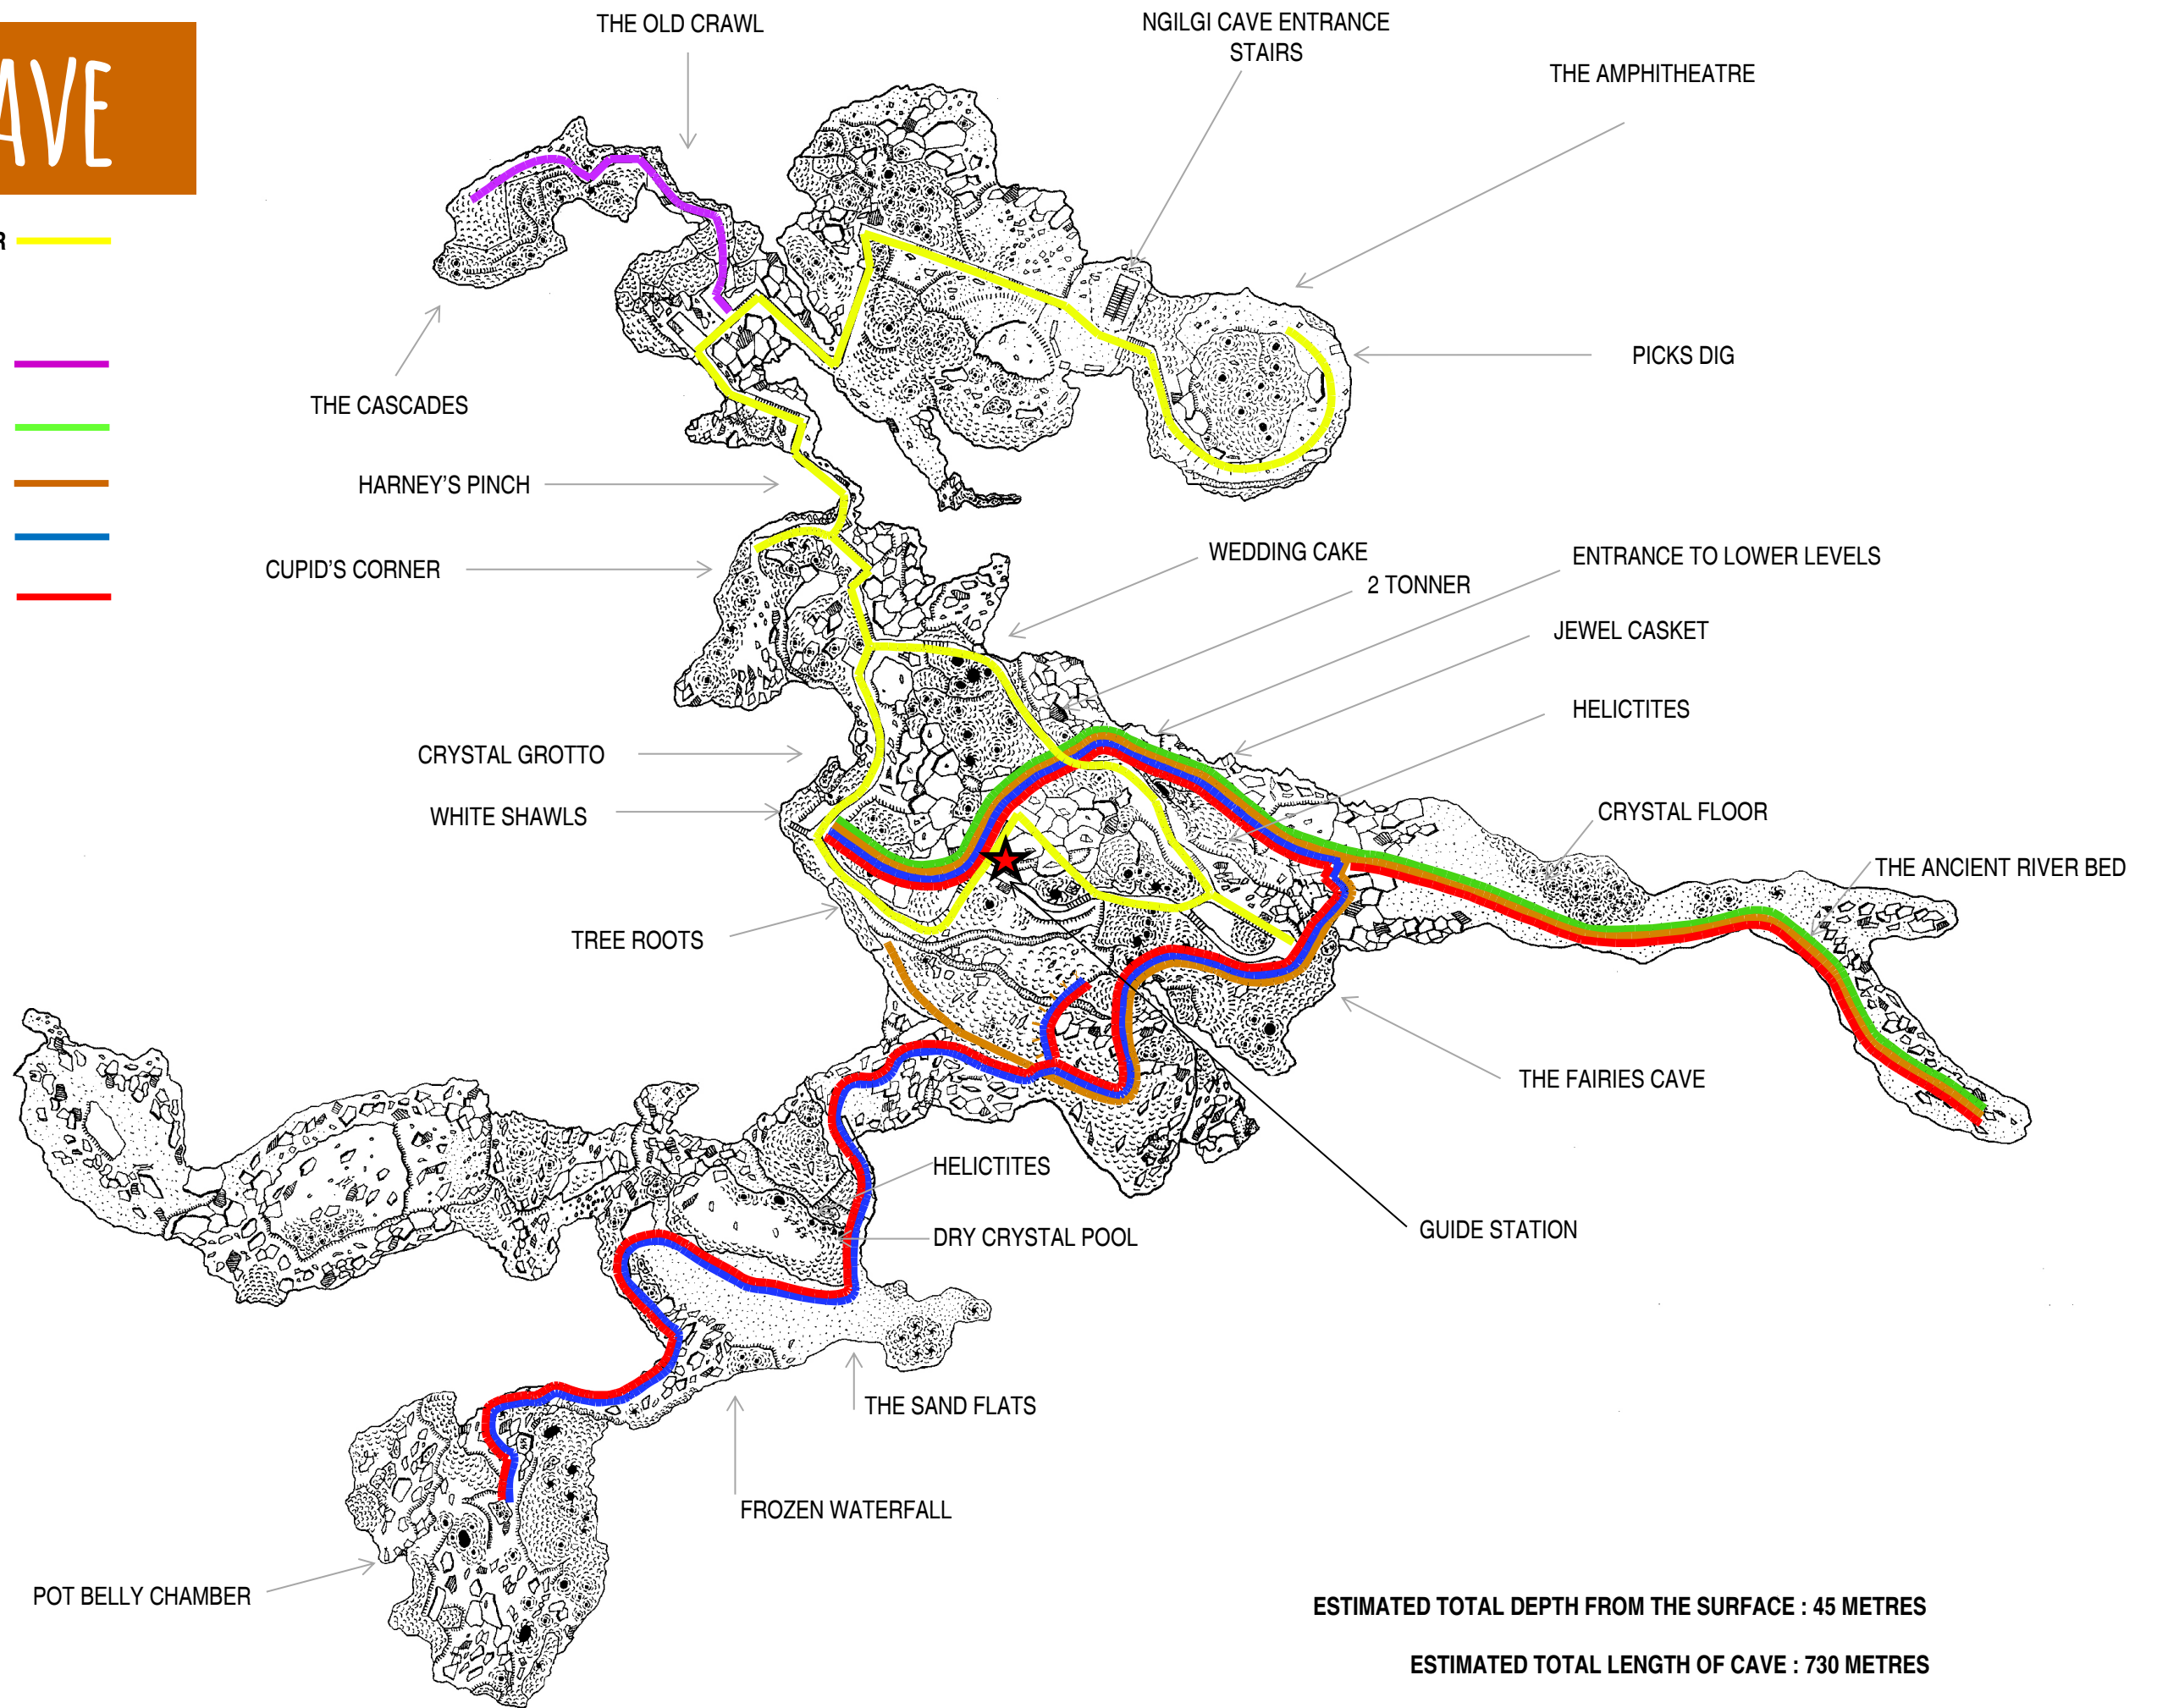 AVE
R
THE OLD CRAWL
NGILGI CAVE ENTRANCE
STAIRS
THE AMPHITHEATRE
PICKS DIG
THE CASCADES
HARNEY'S PINCH
CUPID'S CORNER
WEDDING CAKE
2 TONNER
ENTRANCE TO LOWER LEVELS
JEWEL CASKET
HELICTITES
CRYSTAL GROTTO
WHITE SHAWLS
CRYSTAL FLOOR
THE ANCIENT RIVER BED
TREE ROOTS
THE FAIRIES CAVE
HELICTITES
DRY CRYSTAL POOL
GUIDE STATION
THE SAND FLATS
FROZEN WATERFALL
POT BELLY CHAMBER
ESTIMATED TOTAL DEPTH FROM THE SURFACE : 45 METRES
ESTIMATED TOTAL LENGTH OF CAVE : 730 METRES